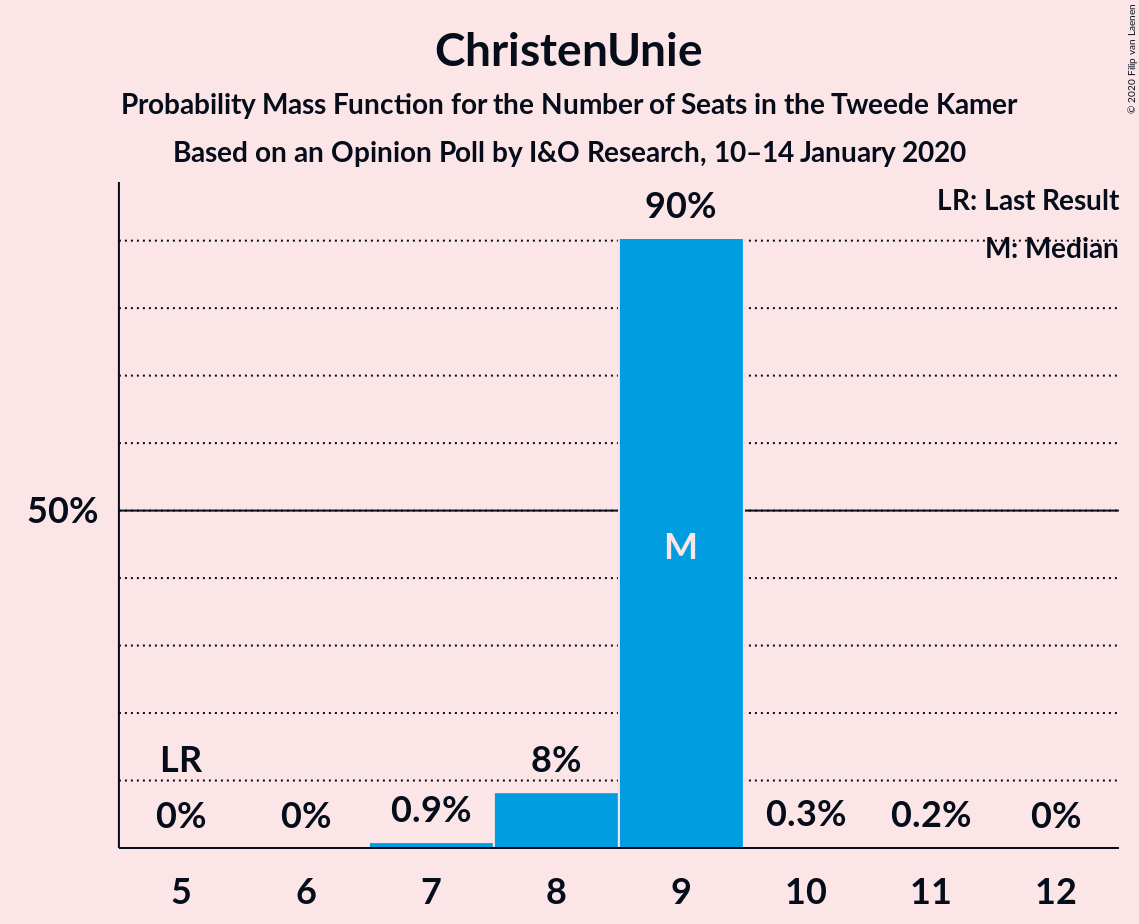 ChristenUnie
Probability Mass Function for the Number of Seats in the Tweede Kamer
Based on an Opinion Poll by I&O Research, 10–14 January 2020
© 2020 Filip van Laenen
LR: Last Result
M: Median
90%
50%
M
LR
8%
0%
0%
0.9%
0.3%
0.2%
0%
5 6 7 8 9 10 11 12